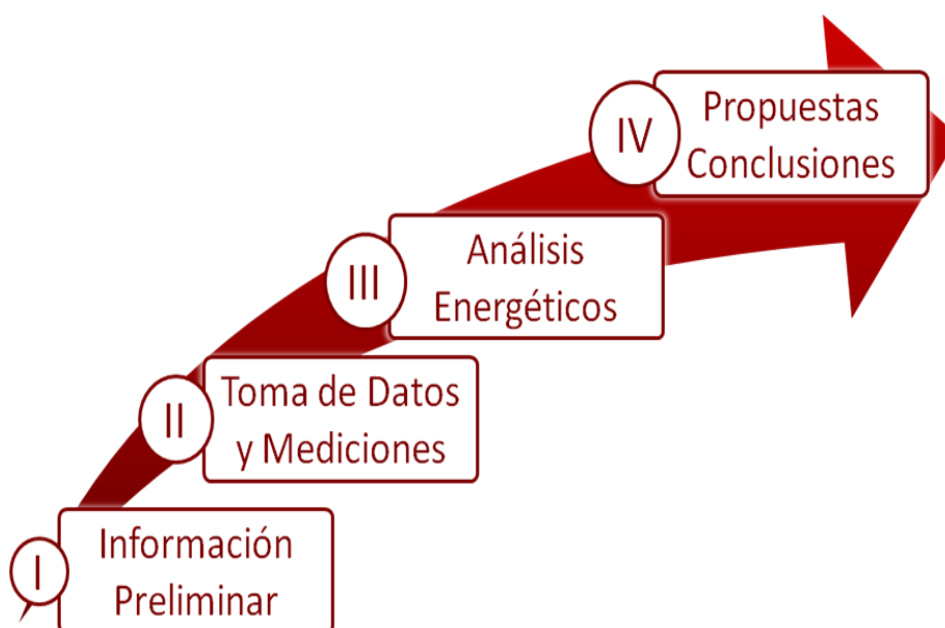 I
Información
Preliminar
II
Toma de Datos
y Mediciones
III
Análisis
Energéticos
IV
Propuestas
Conclusiones